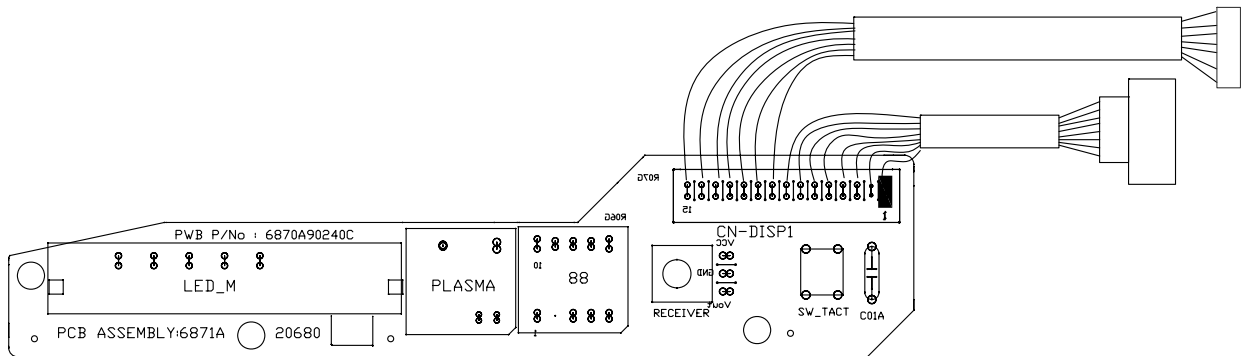 R07G
15
1
CN-DISP1
R06G
PWB P/No : 6870A90240C
VCC
GND
Vout
10
88
1
LED_M
PLASMA
RECEIVER
SW_TACT
C01A
PCB ASSEMBLY:6871A
20680